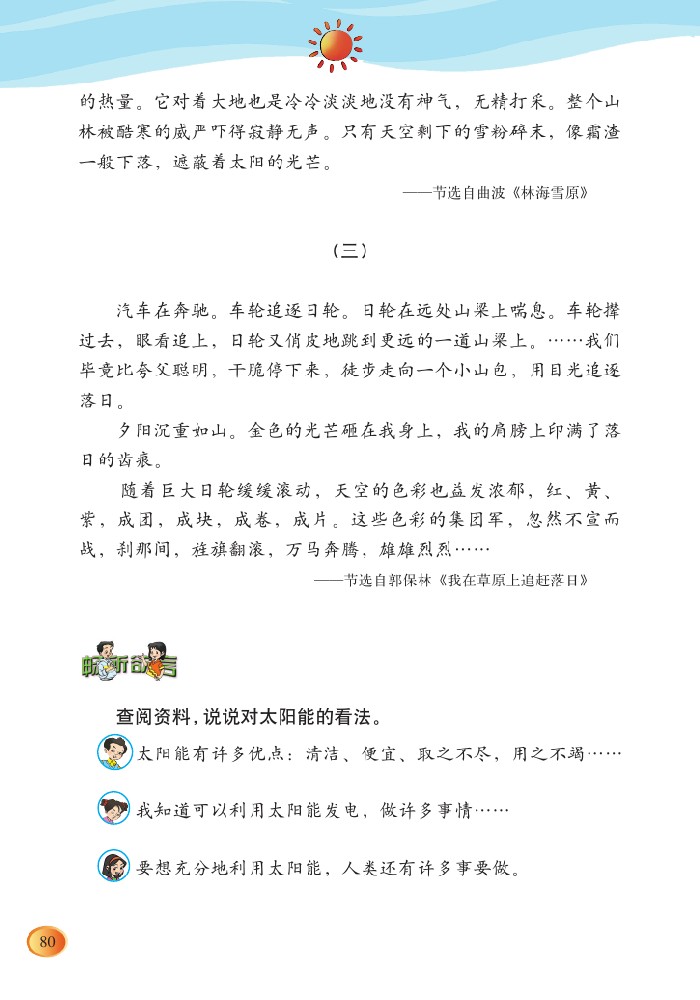 的热量。它对着大地也是冷冷淡淡地没有神气，无精打采。整个山
林被酷寒的威严吓得寂静无声。只有天空剩下的雪粉碎末，像霜渣
一般下落，遮蔽着太阳的光芒。
——节选自曲波《林海雪原》
（三）
汽车在奔驰。车轮追逐日轮。日轮在远处山梁上喘息。车轮撵
过去，眼看追上，日轮又俏皮地跳到更远的一道山梁上。……我们
毕竟比夸父聪明，干脆停下来，徒步走向一个小山包，用目光追逐
落日。
夕阳沉重如山。金色的光芒砸在我身上，我的肩膀上印满了落
日的齿痕。
随着巨大日轮缓缓滚动，天空的色彩也益发浓郁，红、黄、
紫，成团，成块，成卷，成片。这些色彩的集团军，忽然不宣而
战，刹那间，旌旗翻滚，万马奔腾，雄雄烈烈……
——节选自郭保林《我在草原上追赶落日》
畅所欲言
查阅资料，说说对太阳能的看法。
太阳能有许多优点：清洁、便宜、取之不尽，用之不竭……
我知道可以利用太阳能发电，做许多事情……
要想充分地利用太阳能，人类还有许多事要做。
80